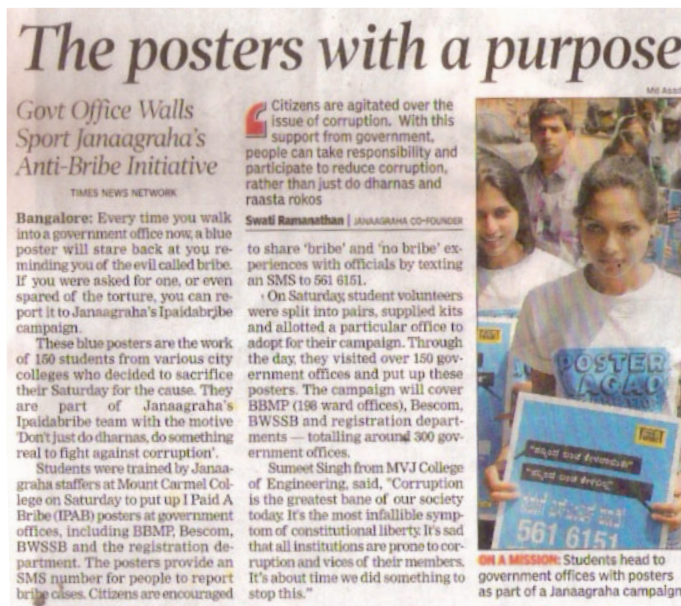 The posters with a purpose
Md Asad
Govt Office Walls
Sport Janaagraha's
Anti-Bribe Initiative
TIMES NEWS NETWORK
Bangalore: Every time you walk
into a government office now, a blue
poster will stare back at you re-
minding you of the evil called bribe.
If you were asked for one, or even
spared of the torture, you can re-
port it to Janaagraha's Ipaidabribe
campaign.
These blue posters are the work
of 150 students from various city
colleges who decided to sacrifice
their Saturday for the cause. They
are part of Janaagraha's
Ipaidabribe team with the motive
'Don't just do dharnas, do something
real to fight against corruption'.
Students were trained by Janaa-
graha staffers at Mount Carmel Col-
lege on Saturday to put up I Paid A
Bribe (IPAB) posters at government
offices, including BBMP, Bescom,
BWSSB and the registration de-
partment. The posters provide an
SMS number for people to report
bribe cases. Citizens are encouraged
Citizens are agitated over the
issue of corruption. With this
support from government,
people can take responsibility and
participate to reduce corruption,
rather than just do dharnas and
raasta rokos
Swati Ramanathan | JANAAGRAHA CO-FOUNDER
to share 'bribe' and 'no bribe' ex-
periences with officials by texting
an SMS to 561 6151.
On Saturday, student volunteers
were split into pairs, supplied kits
and allotted a particular office to
adopt for their campaign. Through
the day, they visited over 150 gov-
ernment offices and put up these
posters. The campaign will cover
BBMP (198 ward offices), Bescom,
BWSSB and registration depart-
ments — totalling around 300 gov-
ernment offices.
Sumeet Singh from MVJ College
of Engineering, said, "Corruption
is the greatest bane of our society
today. It's the most infallible symp-
tom of constitutional liberty. It's sad
that all institutions are prone to cor-
ruption and vices of their members.
It's about time we did something to
stop this."
POSTER
561 6151
ON A MISSION: Students head to
government offices with posters
as part of a Janaagraha campaign